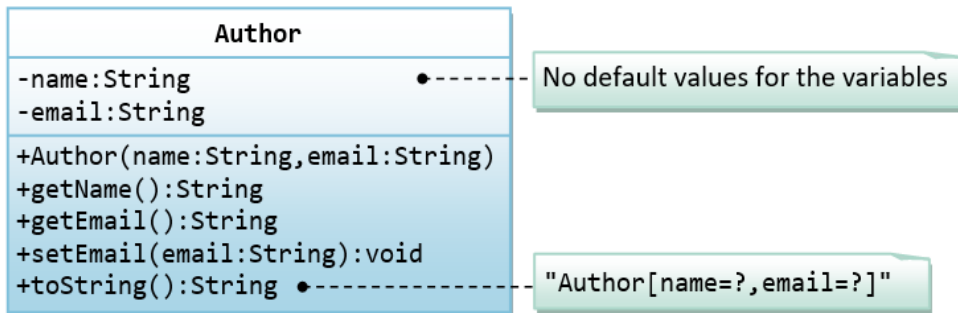 Author
-name:String
-email:String
No default values for the variables
+Author(name:String,email:String)
+getName():String
+getEmail():String
+setEmail(email:String):void
+toString():String
"Author[name=?,email=?]"